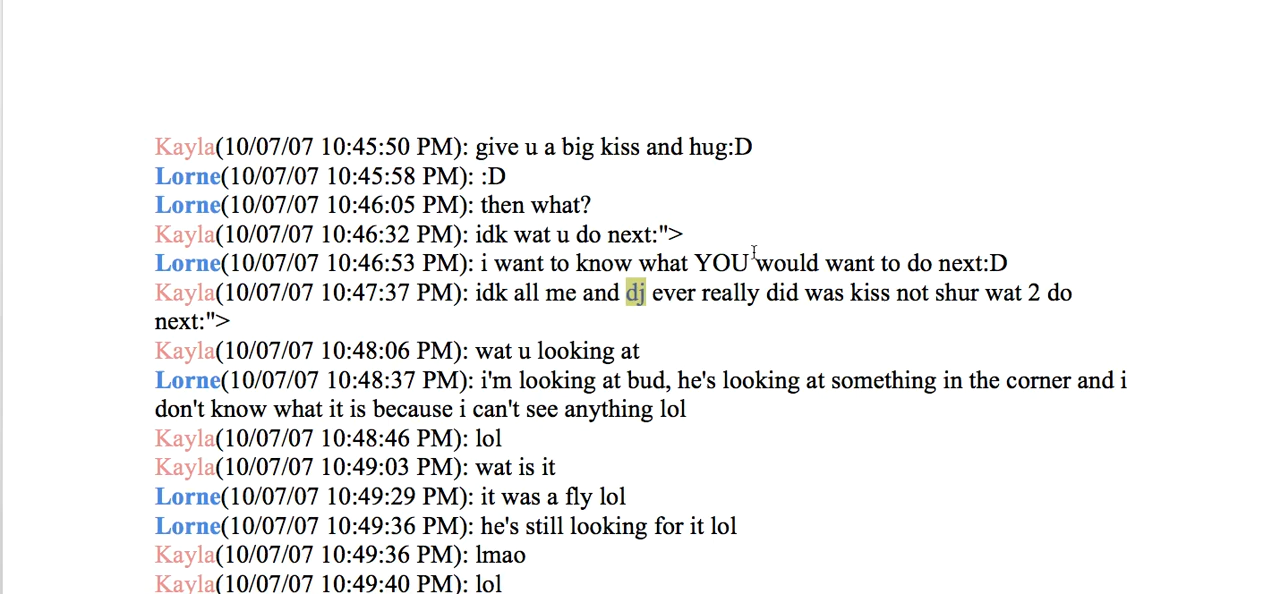 Kayla(10/07/07 10:45:50 PM): give u a big kiss and hug:D
Lorne(10/07/07 10:45:58 PM): :D
Lorne(10/07/07 10:46:05 PM): then what?
Kayla(10/07/07 10:46:32 PM): idk wat u do next:">
Lorne(10/07/07 10:46:53 PM): i want to know what YOU would want to do next:D
Kayla(10/07/07 10:47:37 PM): idk all me and dj ever really did was kiss not shur wat 2 do
next:">
Kayla(10/07/07 10:48:06 PM): wat u looking at
Lorne(10/07/07 10:48:37 PM): i'm looking at bud, he's looking at something in the corner and i
don't know what it is because i can't see anything lol
Kayla(10/07/07 10:48:46 PM): lol
Kayla(10/07/07 10:49:03 PM): wat is it
Lorne(10/07/07 10:49:29 PM): it was a fly lol
Lorne(10/07/07 10:49:36 PM): he's still looking for it lol
Kayla(10/07/07 10:49:36 PM): lmao
Kayla(10/07/07 10:49:40 PM): lol